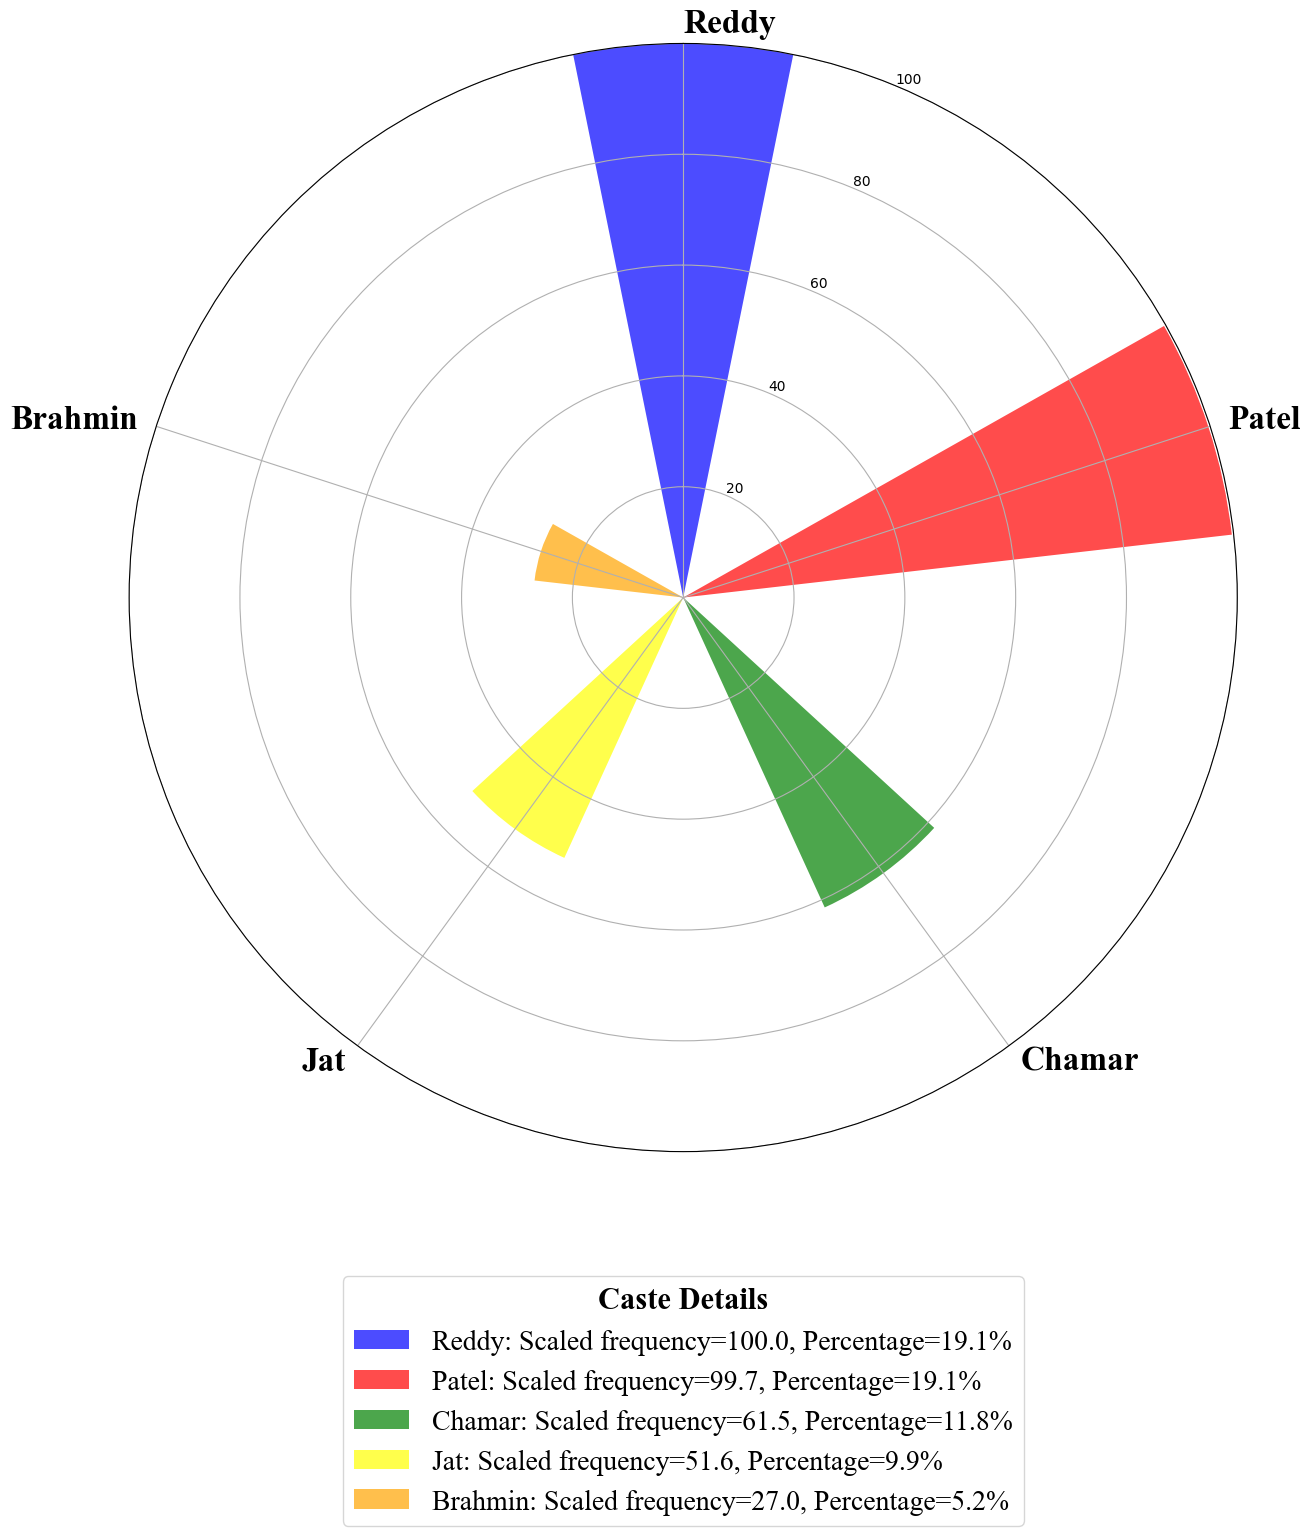 Reddy
100
80
60
40
20
Brahmin
Patel
Jat
Chamar
Caste Details
Reddy: Scaled frequency=100.0, Percentage=19.1%
Patel: Scaled frequency=99.7, Percentage=19.1%
Chamar: Scaled frequency=61.5, Percentage=11.8%
Jat: Scaled frequency=51.6, Percentage=9.9%
Brahmin: Scaled frequency=27.0, Percentage=5.2%